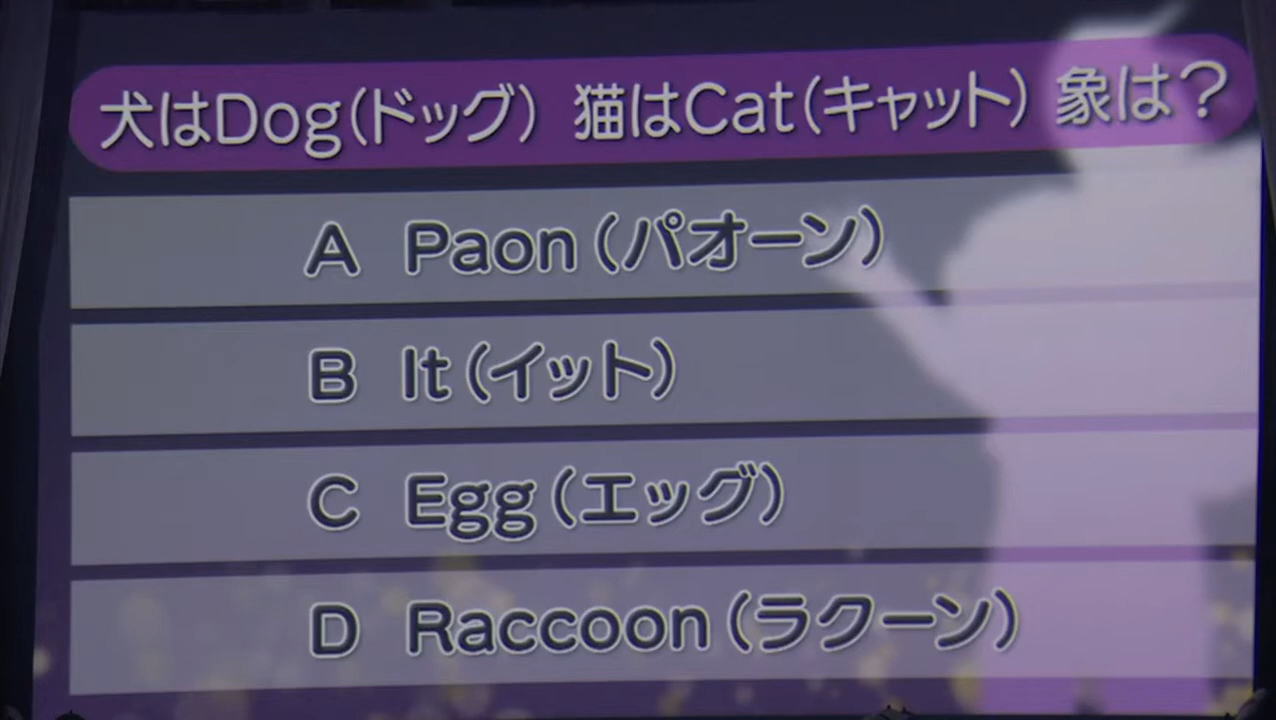 犬はDog(ドッグ) 猫はCat(キャット) 象は?
A Paon(パオーン)
B It(イット)
C Egg(エッグ)
D Raccoon(ラクーン)